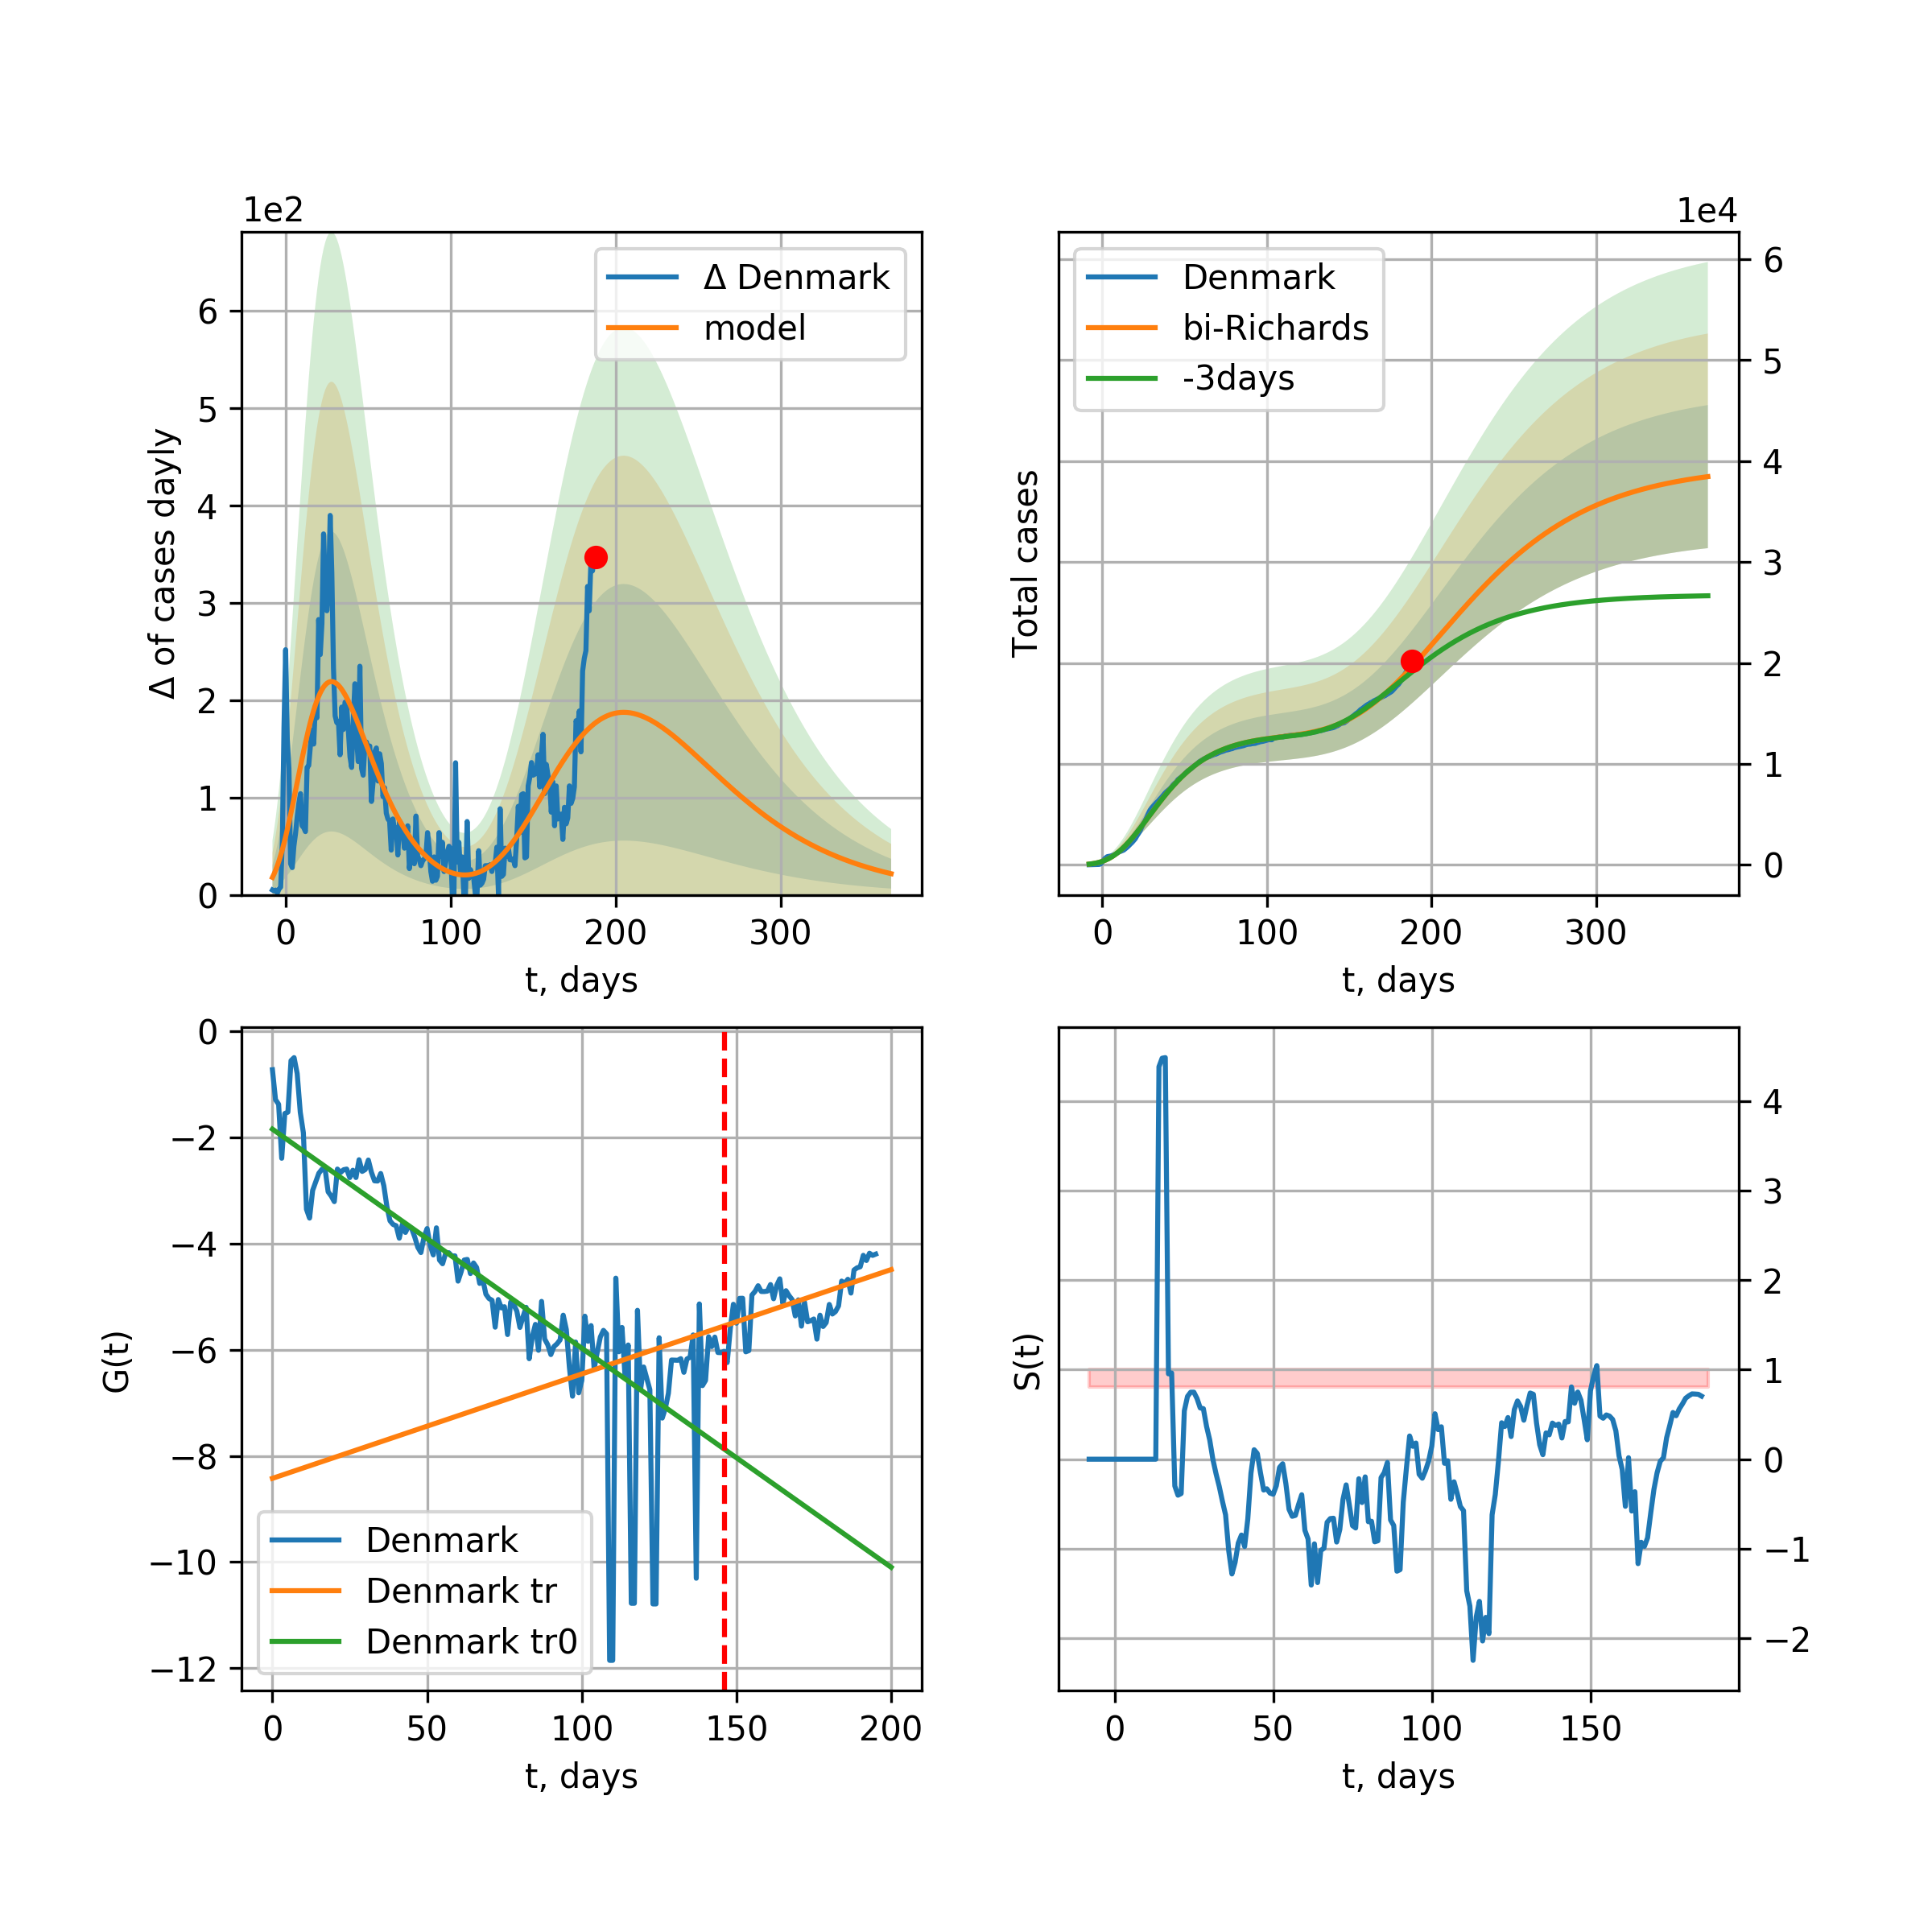 1e2
Δ of cases dayly
6
5
4
3
2
1
0
Δ Denmark
model
0 100 200 300
t, days
1e4
Total cases
Denmark
bi-Richards
-3days
6
5
4
3
2
1
0
0 100 200 300
t, days
G(t)
0
−2
−4
−6
−8
−10
−12
Denmark
Denmark tr
Denmark tr0
0 50 100 150 200
t, days
S(t)
4
3
2
1
0
−1
−2
0 50 100 150
t, days